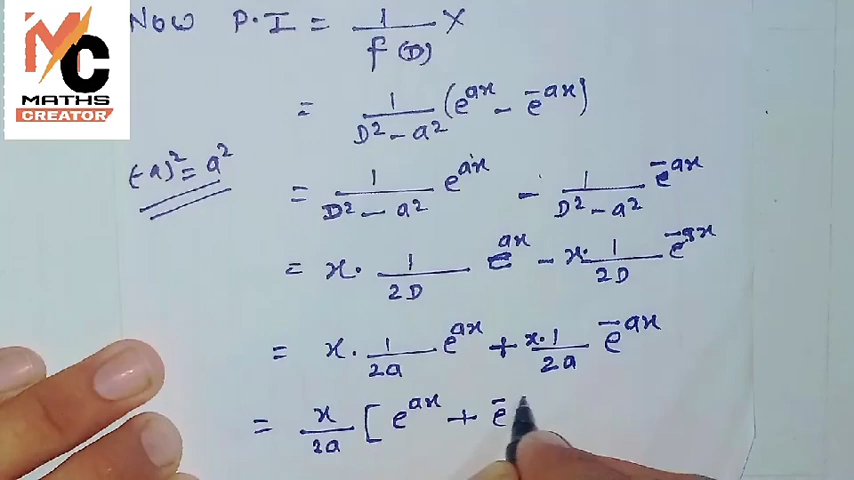 Now P.I = 1/f(D) X
MC
MATHS
CREATOR
= 1/(D² - a²) (e^(ax) - e^(-ax))
(-a)² = a²
= 1/(D² - a²) e^(ax) - 1/(D² - a²) e^(-ax)
= x · 1/(2D) e^(ax) - x · 1/(2D) e^(-ax)
= x · 1/(2a) e^(ax) + x · 1/(2a) e^(-ax)
= x/(2a) [ e^(ax) + e^-